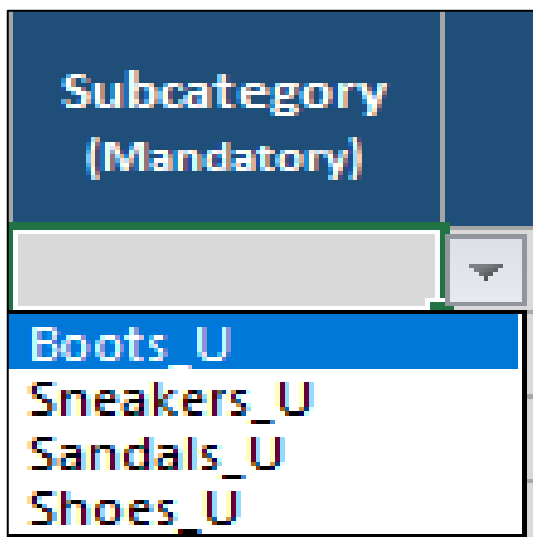 Subcategory
(Mandatory)
Boots_U
Sneakers_U
Sandals_U
Shoes_U